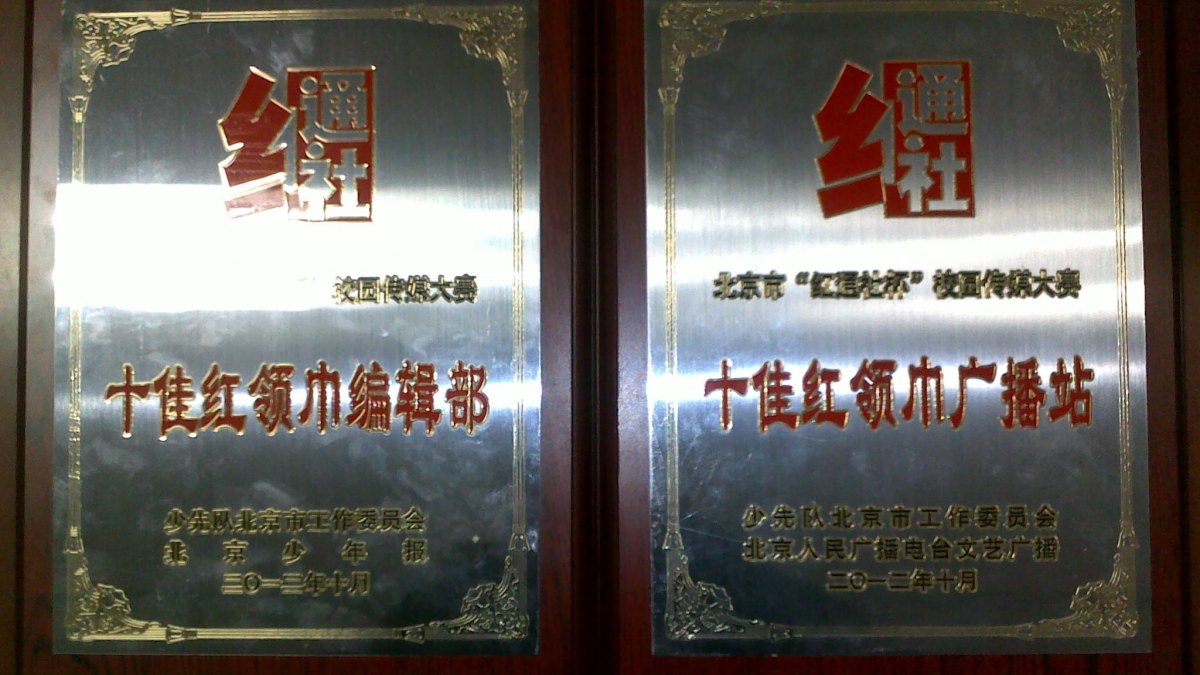 红通社
校园传媒大赛
十佳红领巾编辑部
少先队北京市工作委员会
北京少年报
二〇一二年十月
红通社
北京市“红通社杯”校园传媒大赛
十佳红领巾广播站
少先队北京市工作委员会
北京人民广播电台文艺广播
二〇一二年十月